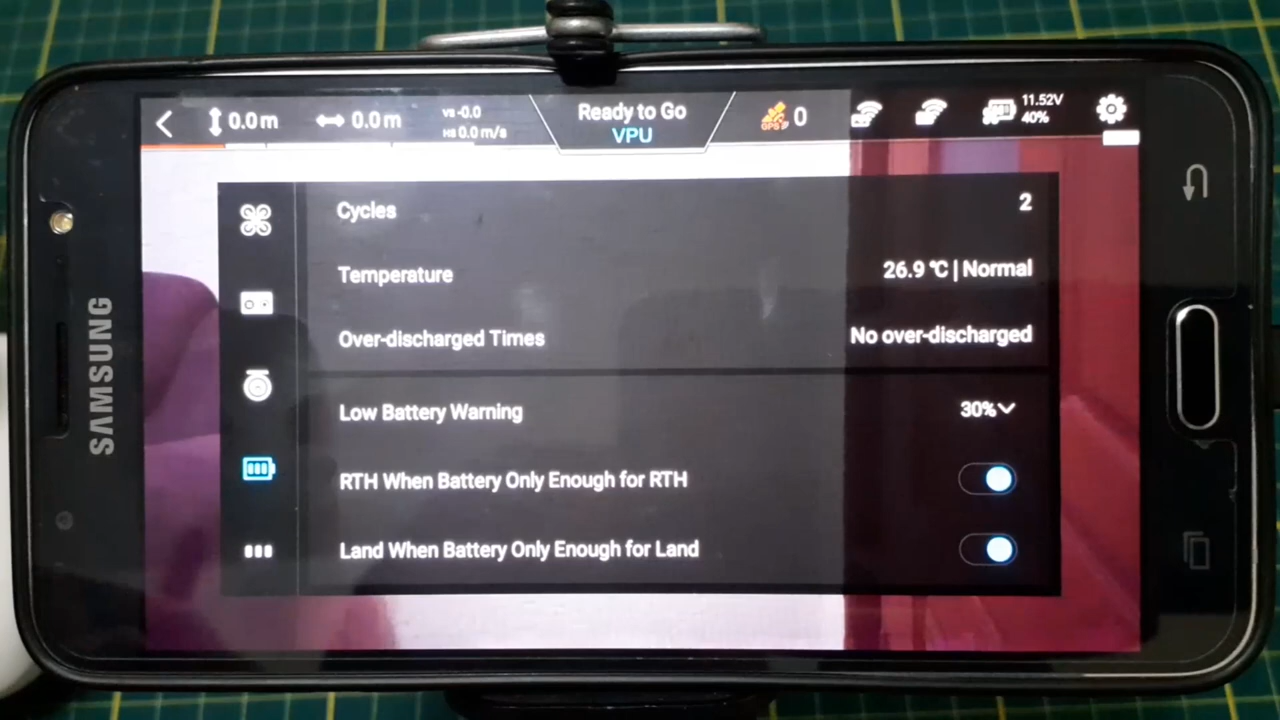 0.0m
0.0m
VS -0.0
HS 0.0 m/s
Ready to Go
VPU
GPS
0
11.52V
40%
Cycles
2
Temperature
26.9 ℃ | Normal
Over-discharged Times
No over-discharged
Low Battery Warning
30%
RTH When Battery Only Enough for RTH
Land When Battery Only Enough for Land
SAMSUNG